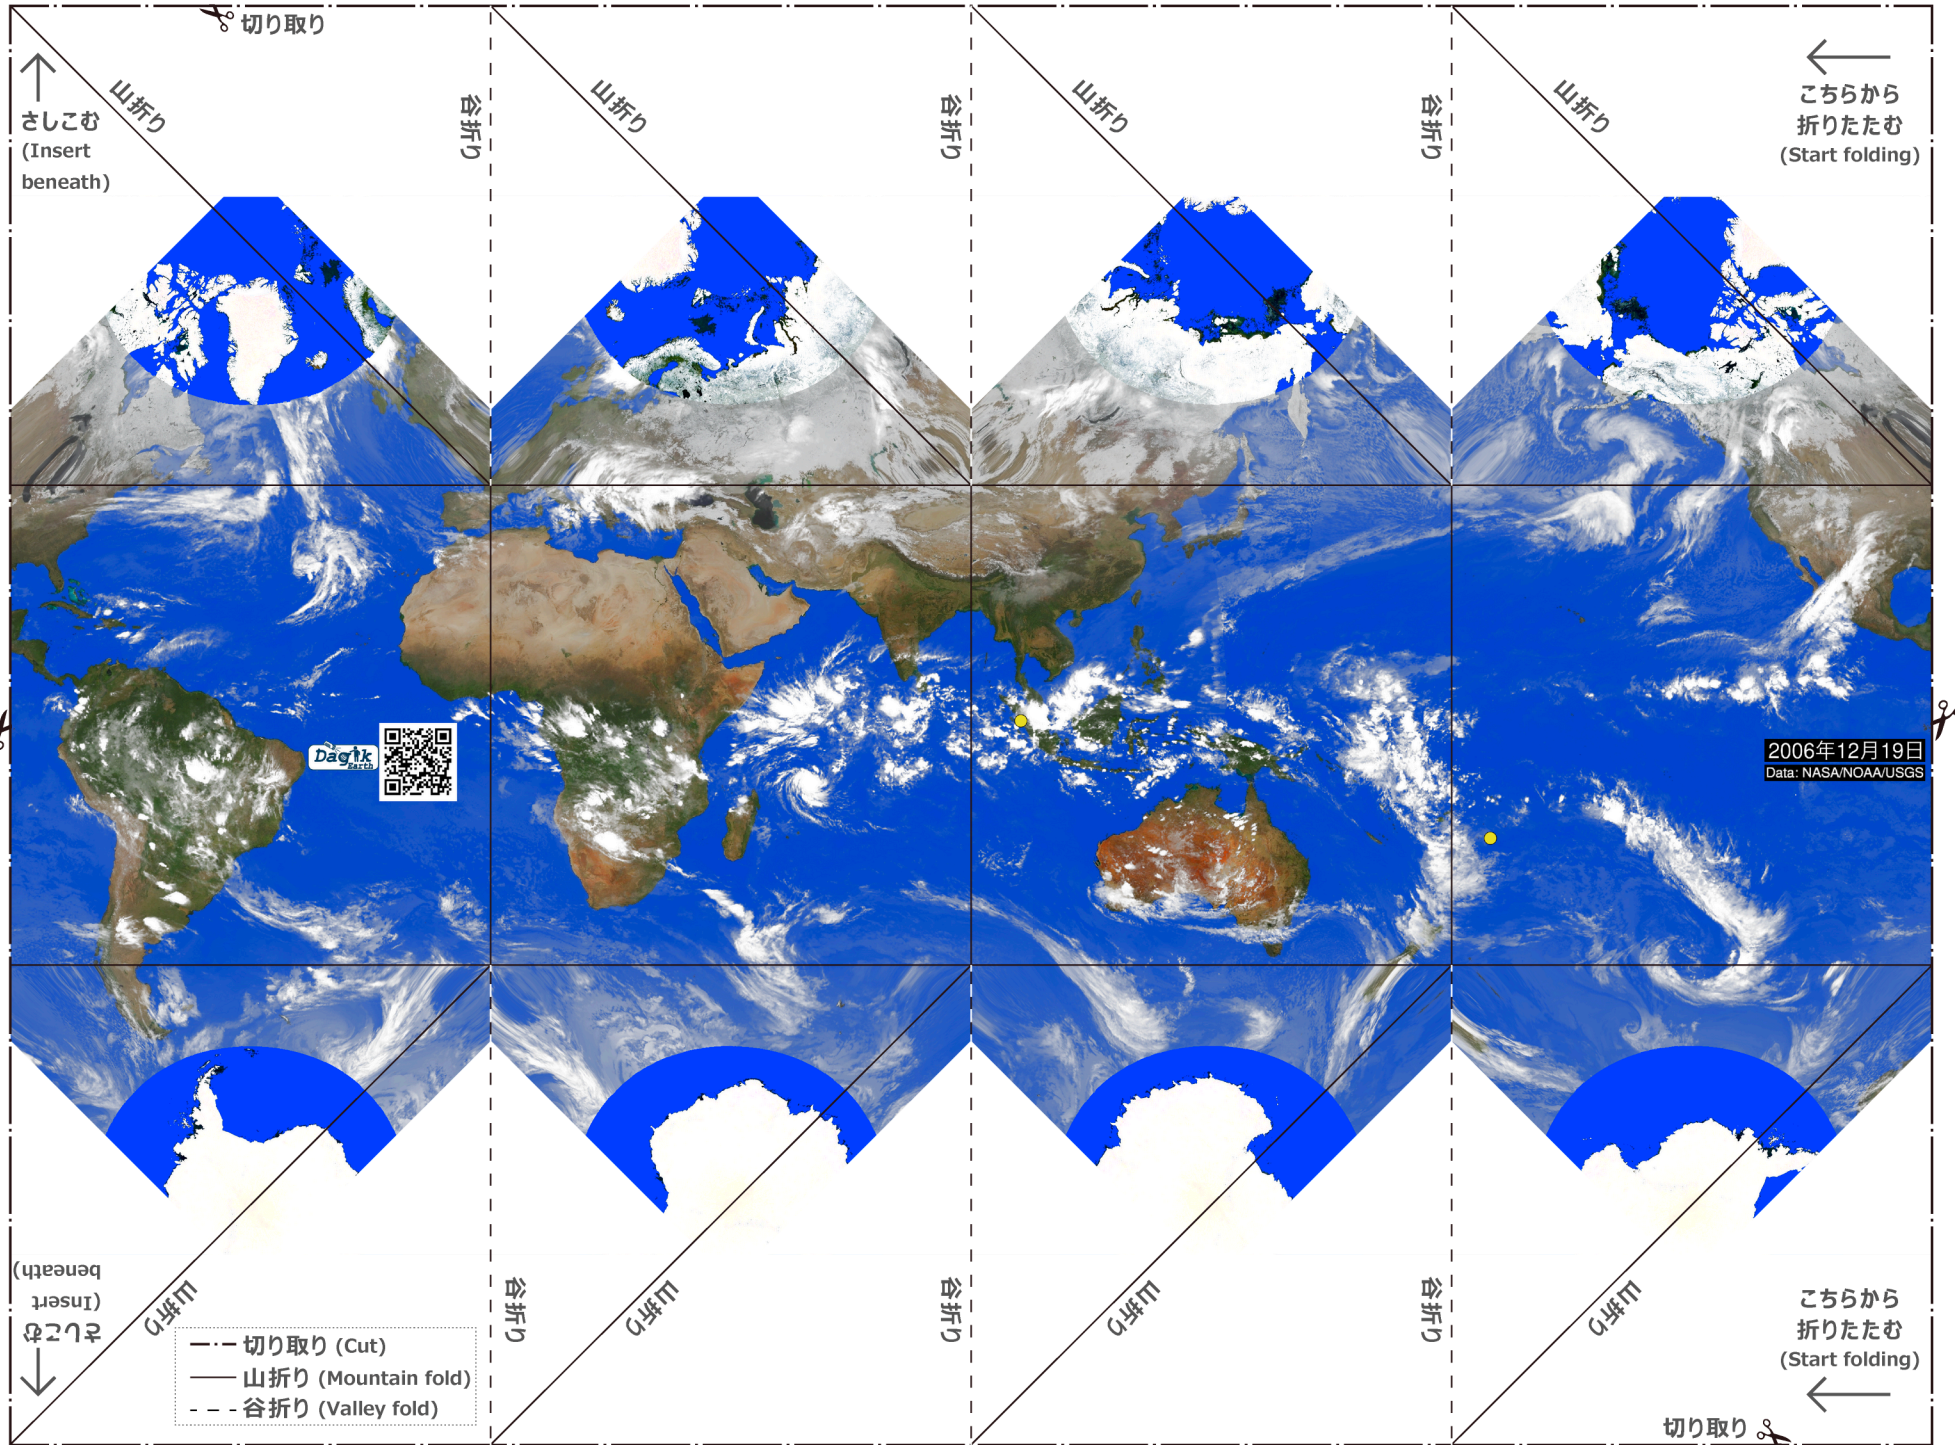 切り取り
さしこむ
(Insert
beneath)
山折り
谷折り
山折り
谷折り
山折り
谷折り
山折り
こちらから
折りたたむ
(Start folding)
Dagik
Earth
2006年12月19日
Data: NASA/NOAA/USGS
さしこむ
(Insert
beneath)
山折り
谷折り
山折り
谷折り
山折り
谷折り
山折り
こちらから
折りたたむ
(Start folding)
切り取り (Cut)
山折り (Mountain fold)
谷折り (Valley fold)
切り取り